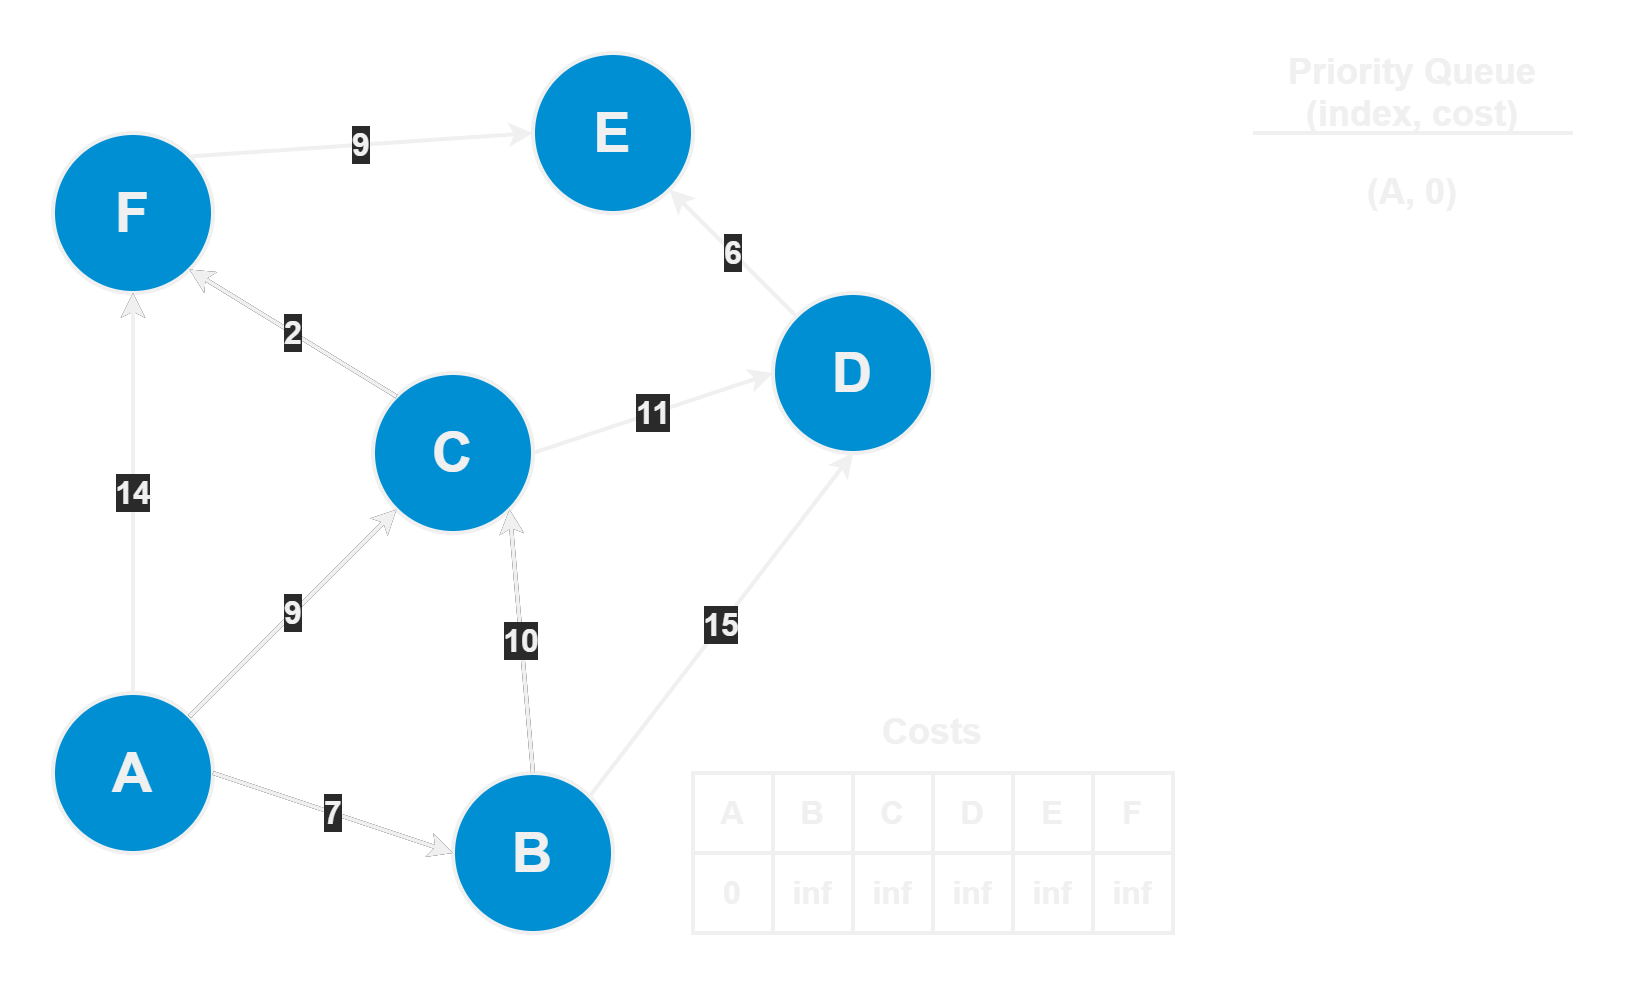 Priority Queue
(index, cost)
(A, 0)
E
9
F
6
2
D
11
C
14
9
10
15
A
7
B
Costs
A B C D E F
0 inf inf inf inf inf